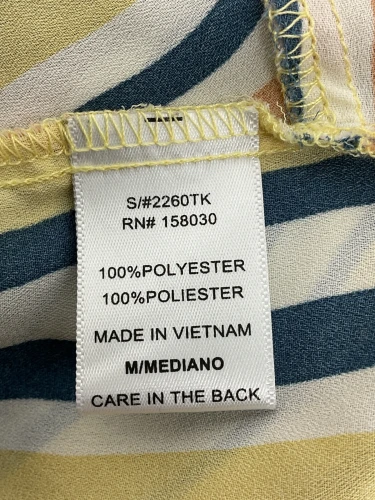 S/#2260TK
RN# 158030
100%POLYESTER
100%POLIESTER
MADE IN VIETNAM
M/MEDIANO
CARE IN THE BACK